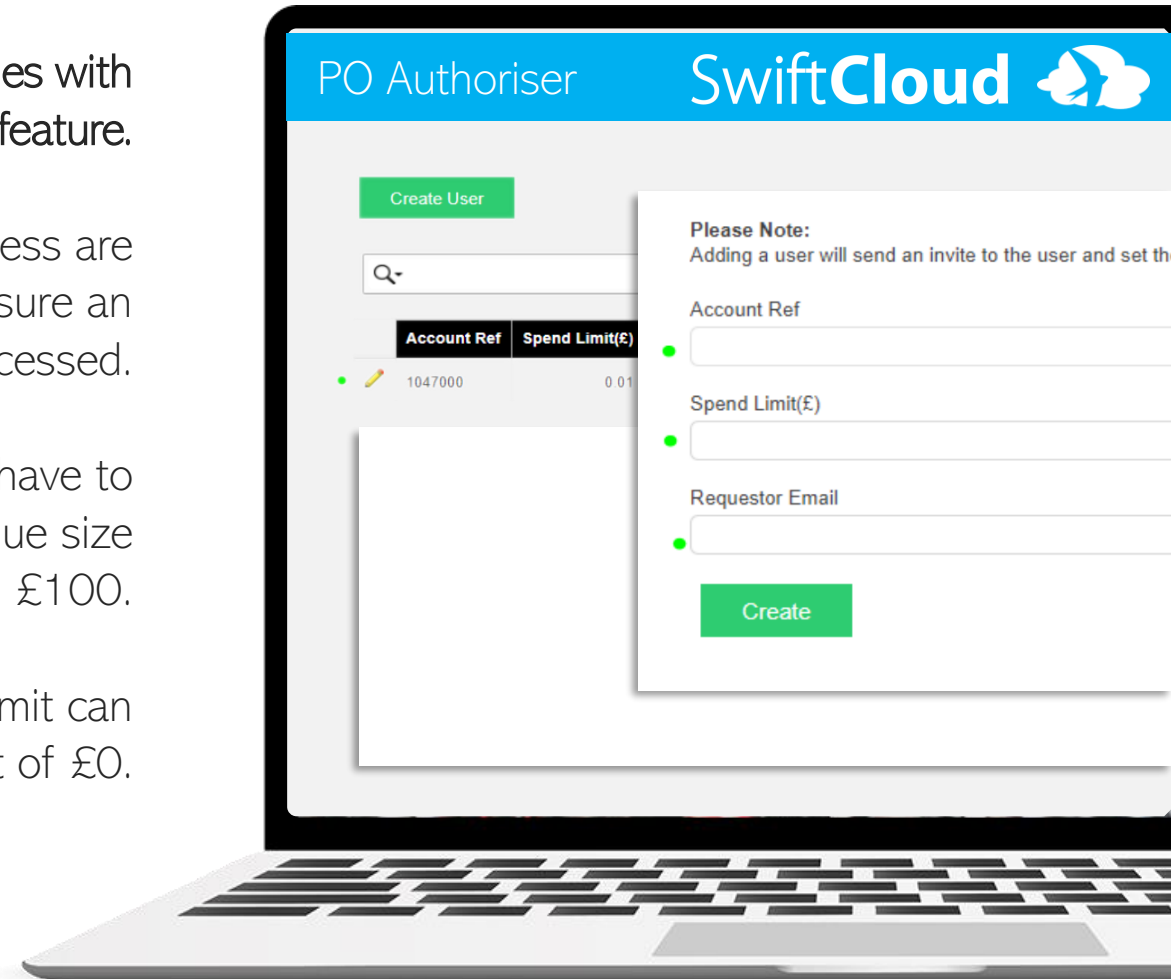 es with
feature.
ess are
sure an
cessed.
have to
ue size
£100.
mit can
t of £0.
PO Authoriser
SwiftCloud
Create User
Account Ref Spend Limit(£)
1047000 0.01
Please Note:
Adding a user will send an invite to the user and set the
Account Ref
Spend Limit(£)
Requestor Email
Create